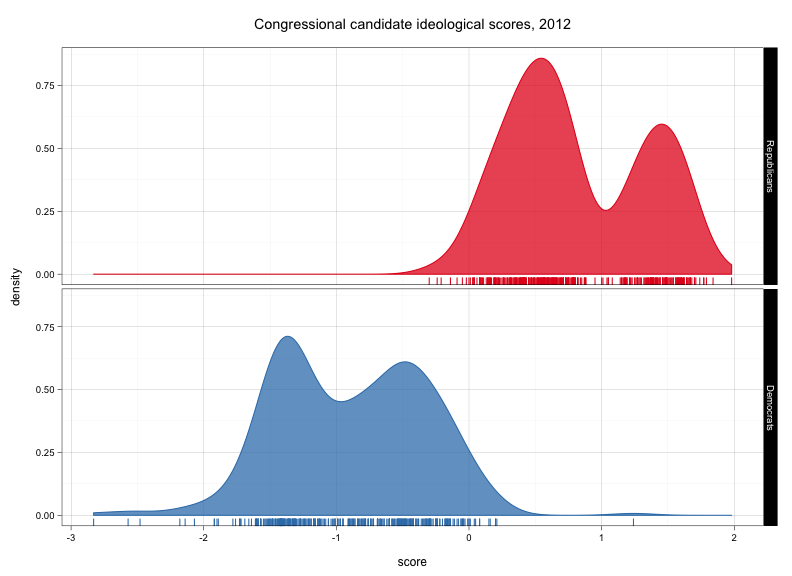 Congressional candidate ideological scores, 2012
0.75
0.50
0.25
0.00
Republicans
density
0.75
0.50
0.25
0.00
Democrats
-3 -2 -1 0 1 2
score